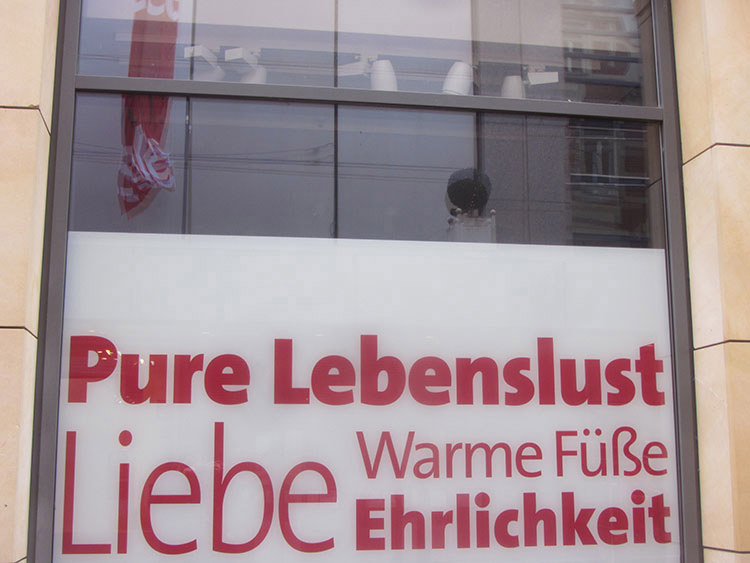 Pure Lebenslust
Liebe
Warme Füße
Ehrlichkeit